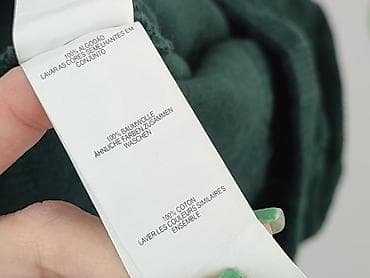 100% ALGODÃO
LAVAR AS CORES SEMELHANTES EM
CONJUNTO
100% BAUMWOLLE
ÄHNLICHE FARBEN ZUSAMMEN
WASCHEN
100% COTON
LAVER LES COULEURS SIMILAIRES
ENSEMBLE